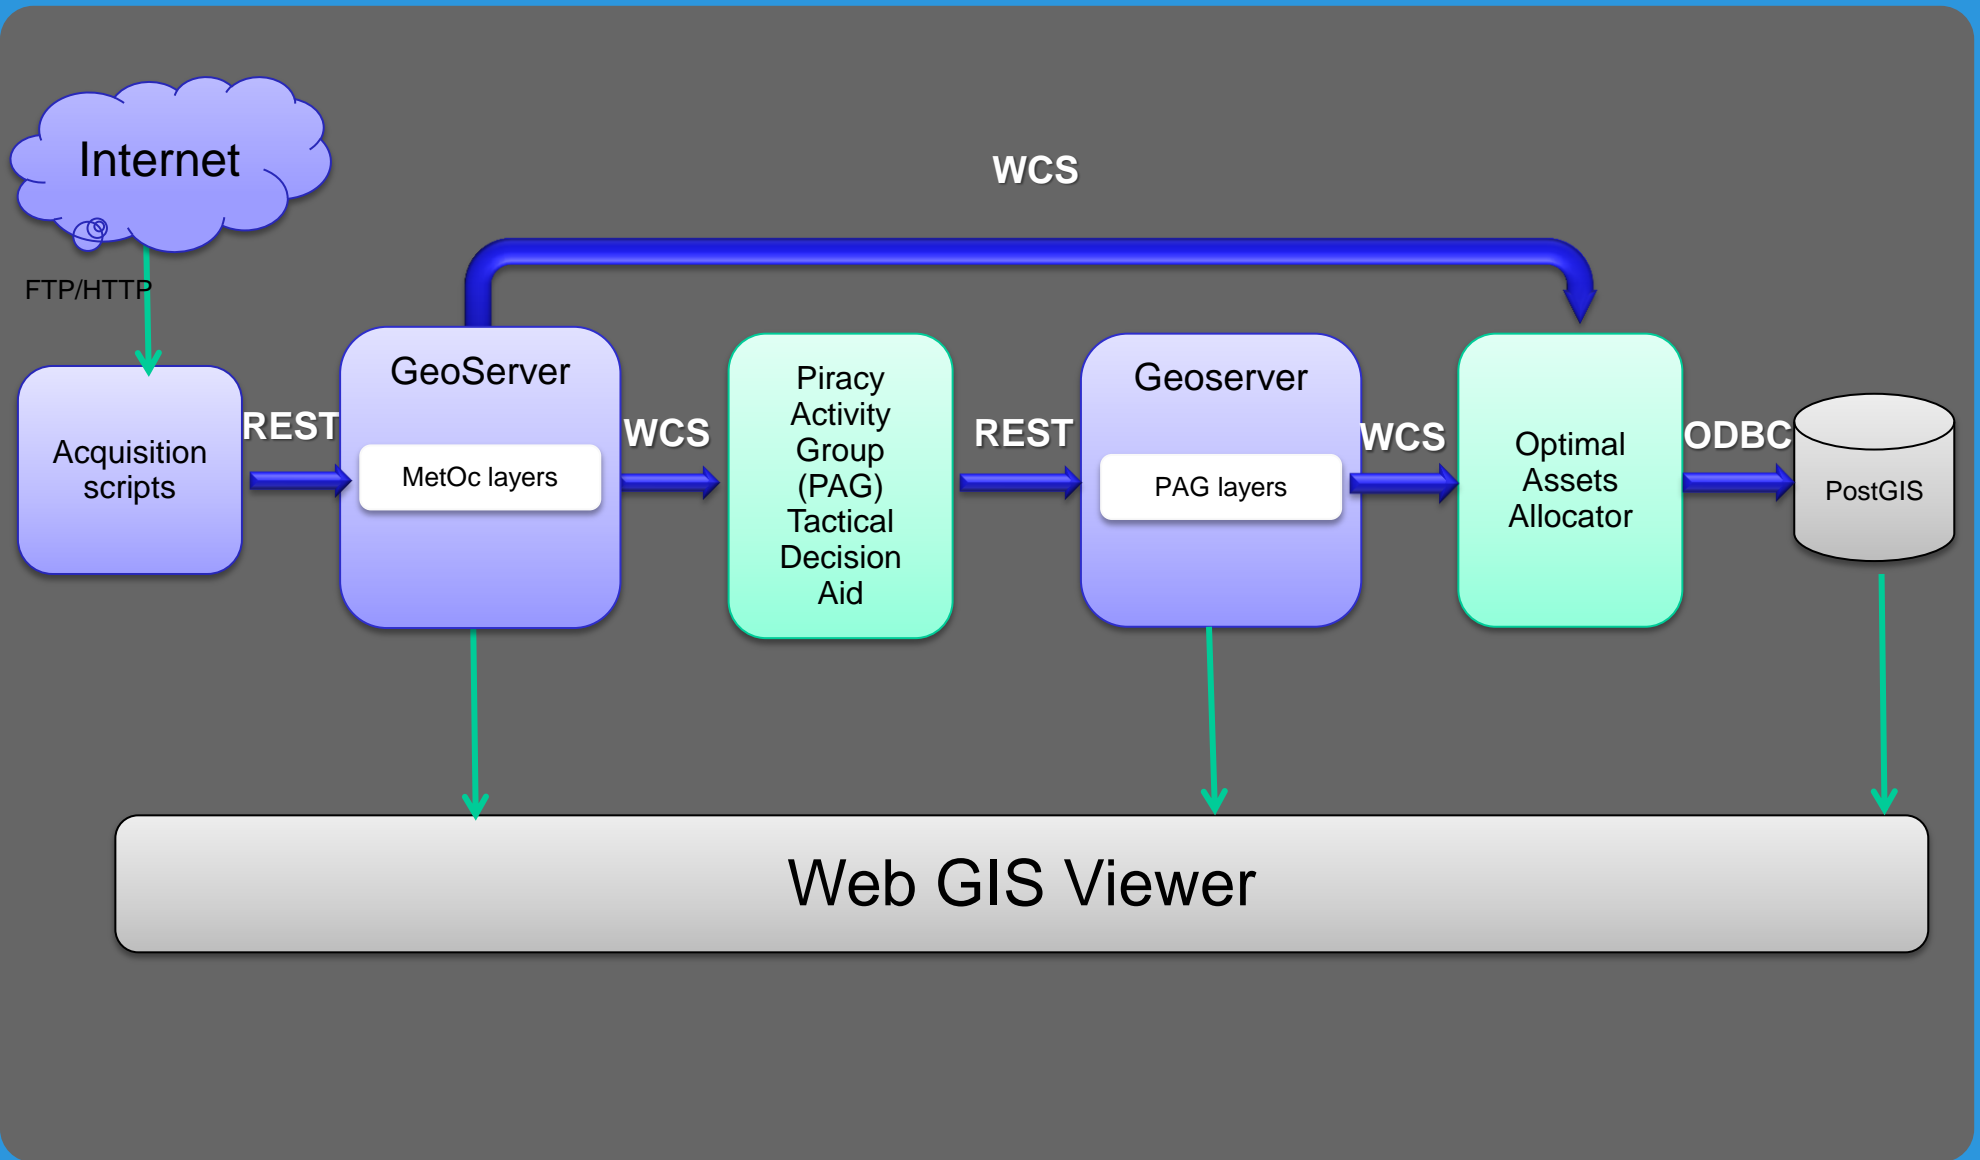 Internet
WCS
FTP/HTTP
Acquisition
scripts
REST
GeoServer
MetOc layers
WCS
Piracy
Activity
Group
(PAG)
Tactical
Decision
Aid
REST
Geoserver
PAG layers
WCS
Optimal
Assets
Allocator
ODBC
PostGIS
Web GIS Viewer